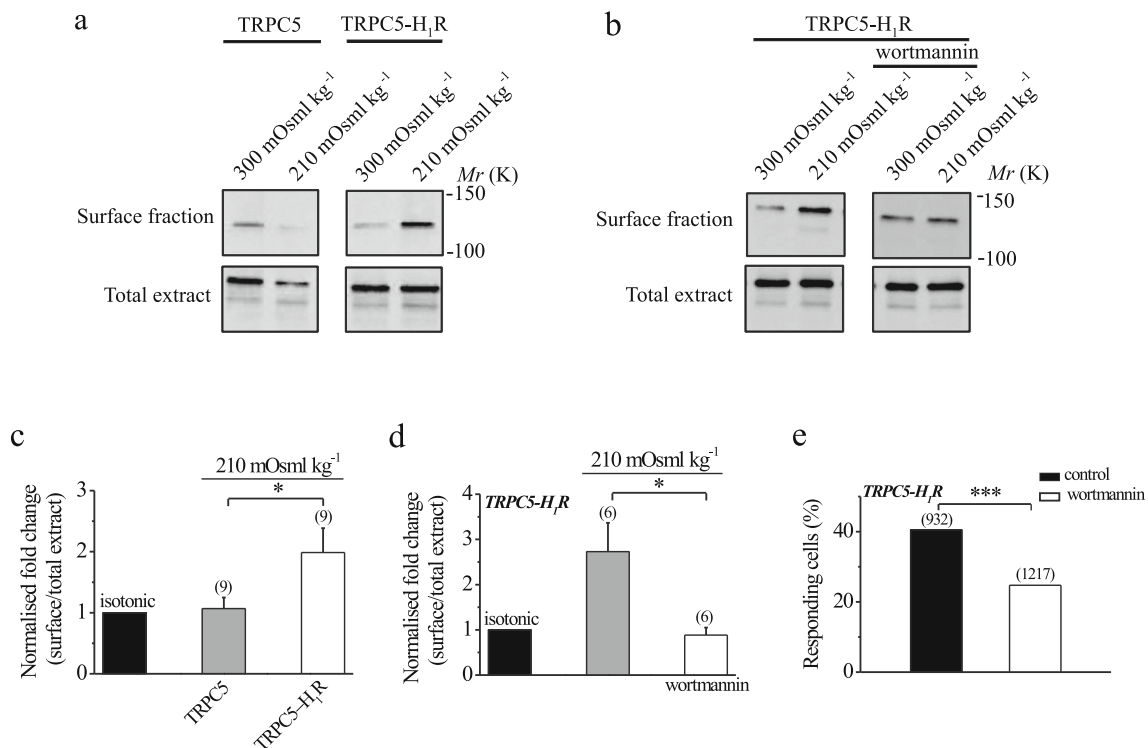 a
TRPC5 TRPC5-H₁R
300 mOsml kg⁻¹ 210 mOsml kg⁻¹ 300 mOsml kg⁻¹ 210 mOsml kg⁻¹
Mr (K)
-150
Surface fraction
-100
Total extract
b
TRPC5-H₁R
wortmannin
300 mOsml kg⁻¹ 210 mOsml kg⁻¹ 300 mOsml kg⁻¹ 210 mOsml kg⁻¹
Mr (K)
-150
Surface fraction
-100
Total extract
c
210 mOsml kg⁻¹
*
Normalised fold change
(surface/total extract)
3
2
1
0
isotonic
(9)
(9)
TRPC5
TRPC5–H₁R
d
210 mOsml kg⁻¹
*
TRPC5-H₁R
Normalised fold change
(surface/total extract)
4
3
2
1
0
isotonic
(6)
(6)
wortmannin
e
control
wortmannin
TRPC5-H₁R
***
Responding cells (%)
40
20
0
(932)
(1217)